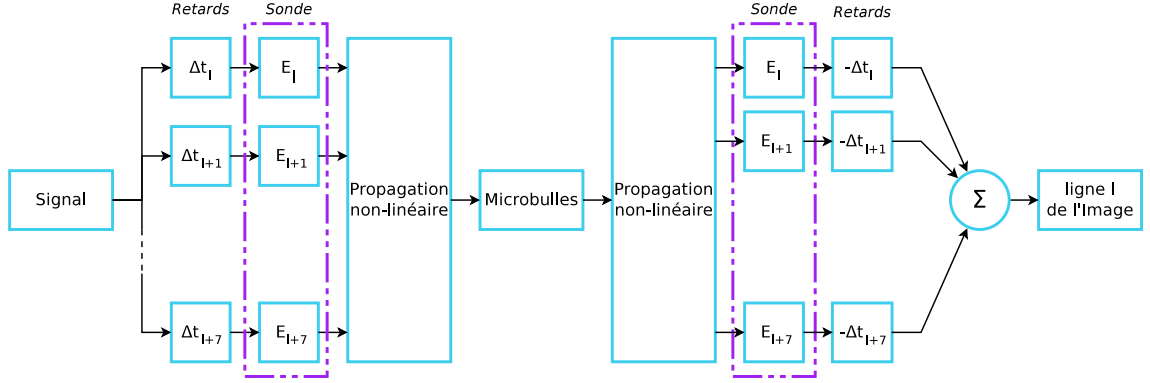 Retards
Sonde
Sonde
Retards
Δt_l
E_l
E_l
-Δt_l
Δt_l+1
E_l+1
E_l+1
-Δt_l+1
Signal
Propagation
non-linéaire
Microbulles
Propagation
non-linéaire
Σ
ligne l
de l'Image
Δt_l+7
E_l+7
E_l+7
-Δt_l+7